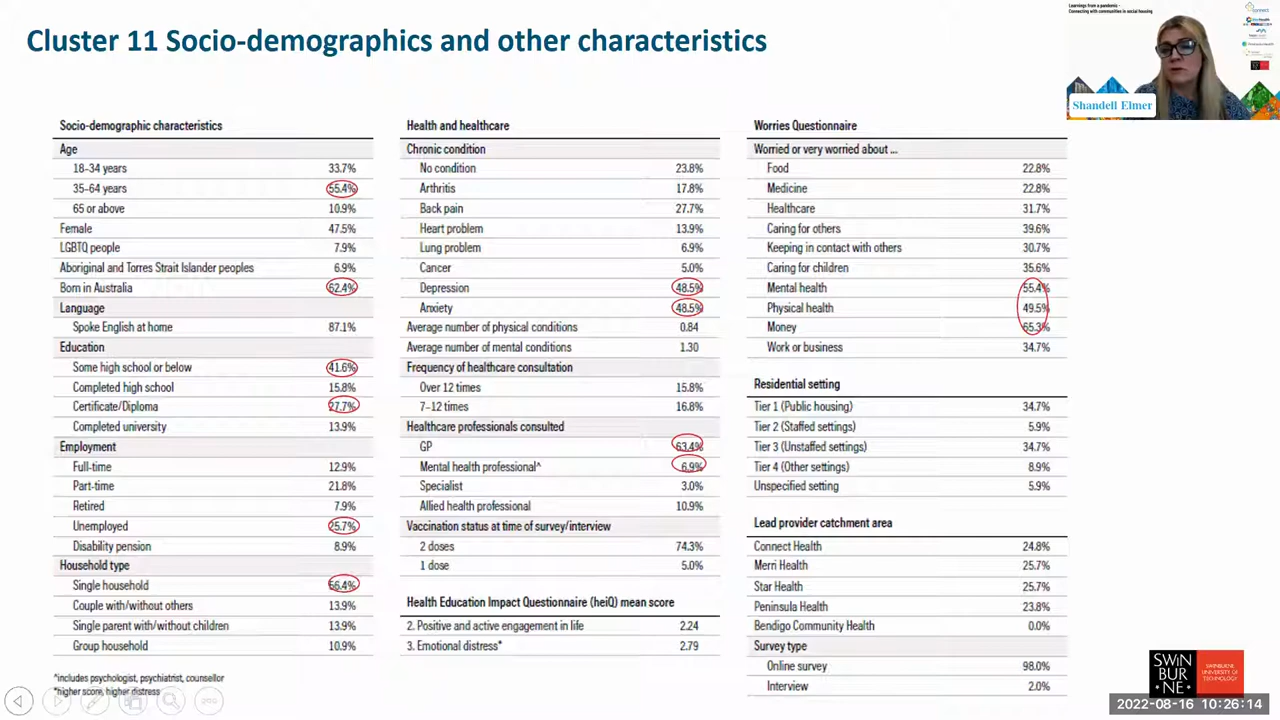 Learnings from a pandemic -
Connecting with communities in social housing
Cluster 11 Socio-demographics and other characteristics
Shandell Elmer
Socio-demographic characteristics
Age
18-34 years 33.7%
35-64 years 55.4%
65 or above 10.9%
Female 47.5%
LGBTQ people 7.9%
Aboriginal and Torres Strait Islander peoples 6.9%
Born in Australia 62.4%
Language
Spoke English at home 87.1%
Education
Some high school or below 41.6%
Completed high school 15.8%
Certificate/Diploma 27.7%
Completed university 13.9%
Employment
Full-time 12.9%
Part-time 21.8%
Retired 7.9%
Unemployed 25.7%
Disability pension 8.9%
Household type
Single household 56.4%
Couple with/without others 13.9%
Single parent with/without children 13.9%
Group household 10.9%
^includes psychologist, psychiatrist, counsellor
*higher score, higher distress
Health and healthcare
Chronic condition
No condition 23.8%
Arthritis 17.8%
Back pain 27.7%
Heart problem 13.9%
Lung problem 6.9%
Cancer 5.0%
Depression 48.5%
Anxiety 48.5%
Average number of physical conditions 0.84
Average number of mental conditions 1.30
Frequency of healthcare consultation
Over 12 times 15.8%
7-12 times 16.8%
Healthcare professionals consulted
GP 63.4%
Mental health professional^ 6.9%
Specialist 3.0%
Allied health professional 10.9%
Vaccination status at time of survey/interview
2 doses 74.3%
1 dose 5.0%
Health Education Impact Questionnaire (heiQ) mean score
2. Positive and active engagement in life 2.24
3. Emotional distress* 2.79
Worries Questionnaire
Worried or very worried about ...
Food 22.8%
Medicine 22.8%
Healthcare 31.7%
Caring for others 39.6%
Keeping in contact with others 30.7%
Caring for children 35.6%
Mental health 55.4%
Physical health 49.5%
Money 65.3%
Work or business 34.7%
Residential setting
Tier 1 (Public housing) 34.7%
Tier 2 (Staffed settings) 5.9%
Tier 3 (Unstaffed settings) 34.7%
Tier 4 (Other settings) 8.9%
Unspecified setting 5.9%
Lead provider catchment area
Connect Health 24.8%
Merri Health 25.7%
Star Health 25.7%
Peninsula Health 23.8%
Bendigo Community Health 0.0%
Survey type
Online survey 98.0%
Interview 2.0%
SWIN
BUR
NE
SWINBURNE
UNIVERSITY OF
TECHNOLOGY
2022-08-16 10:26:14